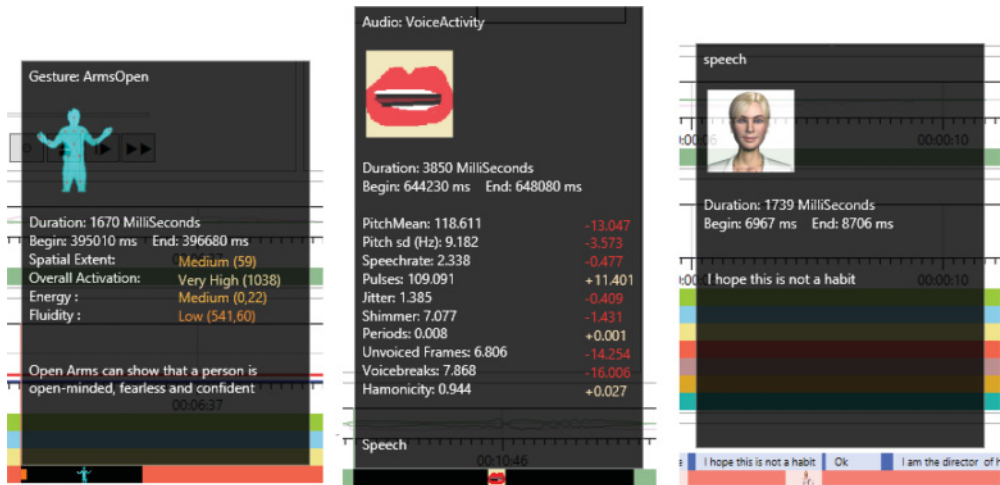 Gesture: ArmsOpen
Duration: 1670 MilliSeconds
Begin: 395010 ms End: 396680 ms
Spatial Extent: Medium (59)
Overall Activation: Very High (1038)
Energy : Medium (0,22)
Fluidity : Low (541,60)
Open Arms can show that a person is
open-minded, fearless and confident
00:06:37
Audio: VoiceActivity
Duration: 3850 MilliSeconds
Begin: 644230 ms End: 648080 ms
PitchMean: 118.611 -13.047
Pitch sd (Hz): 9.182 -3.573
Speechrate: 2.338 -0.477
Pulses: 109.091 +11.401
Jitter: 1.385 -0.409
Shimmer: 7.077 -1.431
Periods: 0.008 +0.001
Unvoiced Frames: 6.806 -14.254
Voicebreaks: 7.868 -16.006
Hamonicity: 0.944 +0.027
Speech
00:10:46
speech
00:00:10
Duration: 1739 MilliSeconds
Begin: 6967 ms End: 8706 ms
I hope this is not a habit
00:00:10
I hope this is not a habit Ok I am the director of h